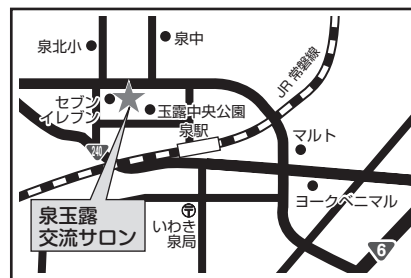 泉北小
泉中
JR 常磐線
セブン
イレブン
玉露中央公園
泉駅
240
マルト
泉玉露
交流サロン
〶
いわき
泉局
ヨークベニマル
6